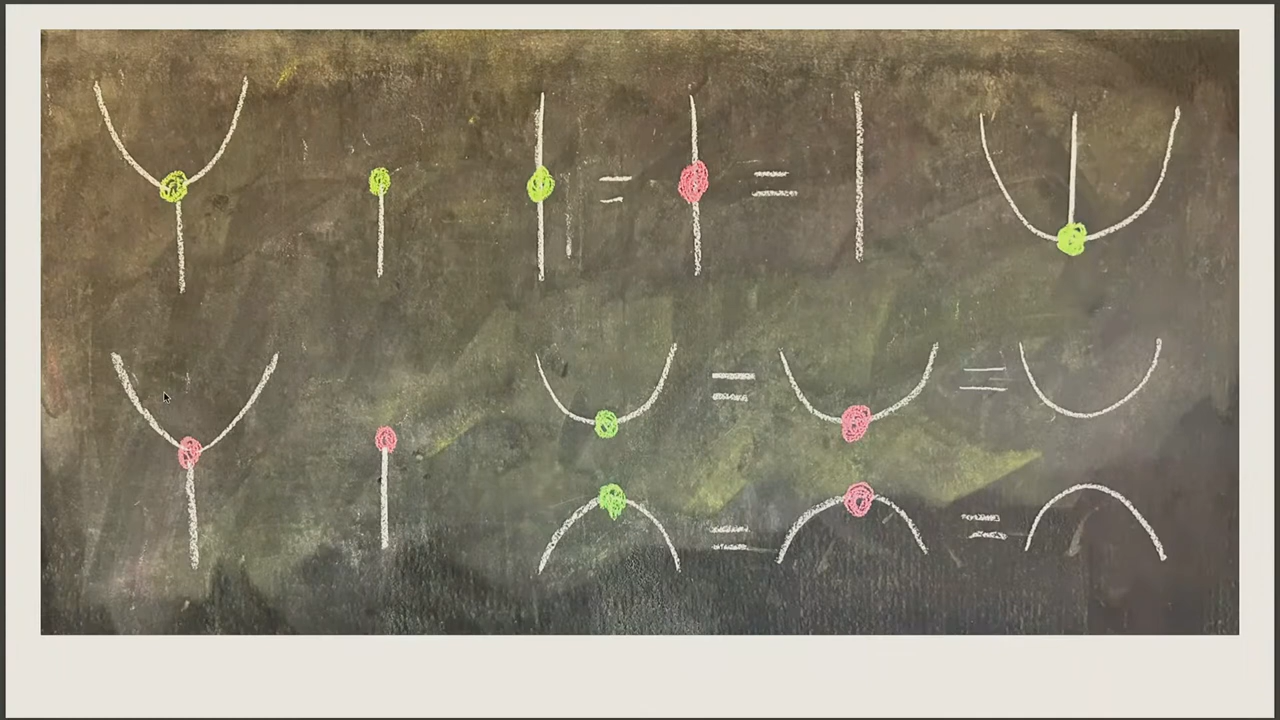 = =
= =
= =